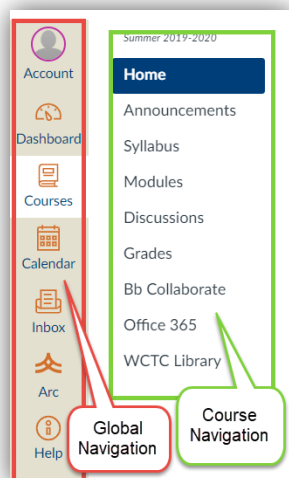 Account
Dashboard
Courses
Calendar
Inbox
Arc
Help
Summer 2019-2020
Home
Announcements
Syllabus
Modules
Discussions
Grades
Bb Collaborate
Office 365
WCTC Library
Global
Navigation
Course
Navigation